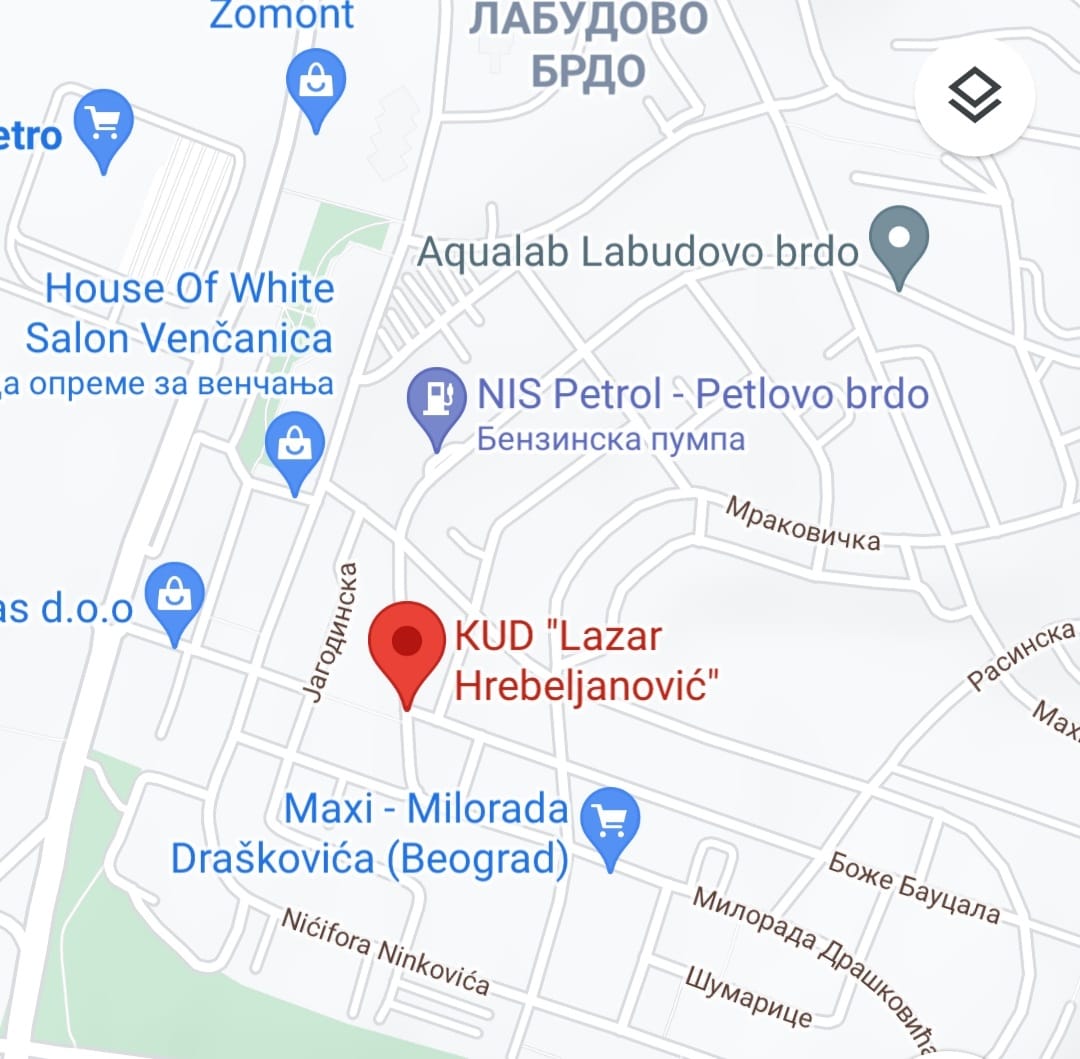 Zomont
ЛАБУДОВО
БРДО
etro
Aqualab Labudovo brdo
House Of White
Salon Venčanica
а опреме за венчања
NIS Petrol - Petlovo brdo
Бензинска пумпа
Мраковичка
as d.o.o
Јагодинска
KUD "Lazar
Hrebeljanović"
Расинска
Мах
Maxi - Milorada
Draškovića (Beograd)
Боже Бауцала
Милорада Драшковића
Nićifora Ninkovića
Шумарице